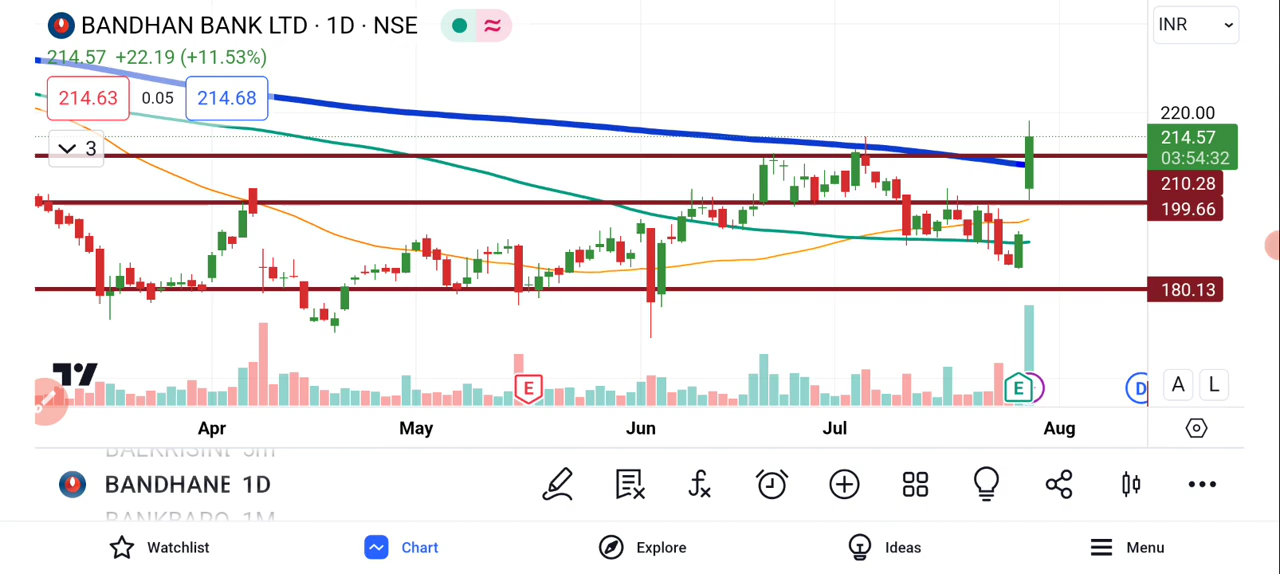 BANDHAN BANK LTD · 1D · NSE
INR
214.57 +22.19 (+11.53%)
214.63 0.05 214.68
3
220.00
214.57
03:54:32
210.28
199.66
180.13
E
E
D
A L
Apr May Jun Jul Aug
BANDHANE 1D
Watchlist Chart Explore Ideas Menu